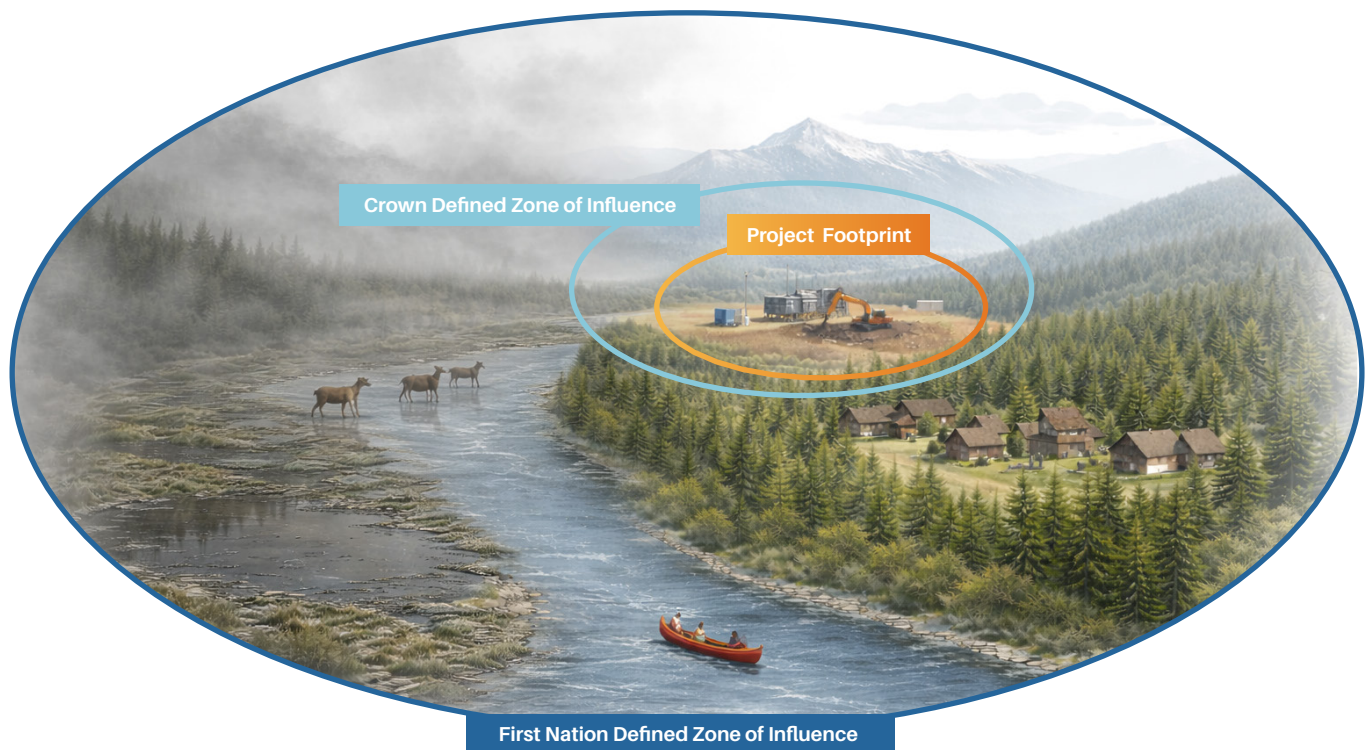 Crown Defined Zone of Influence
Project Footprint
First Nation Defined Zone of Influence